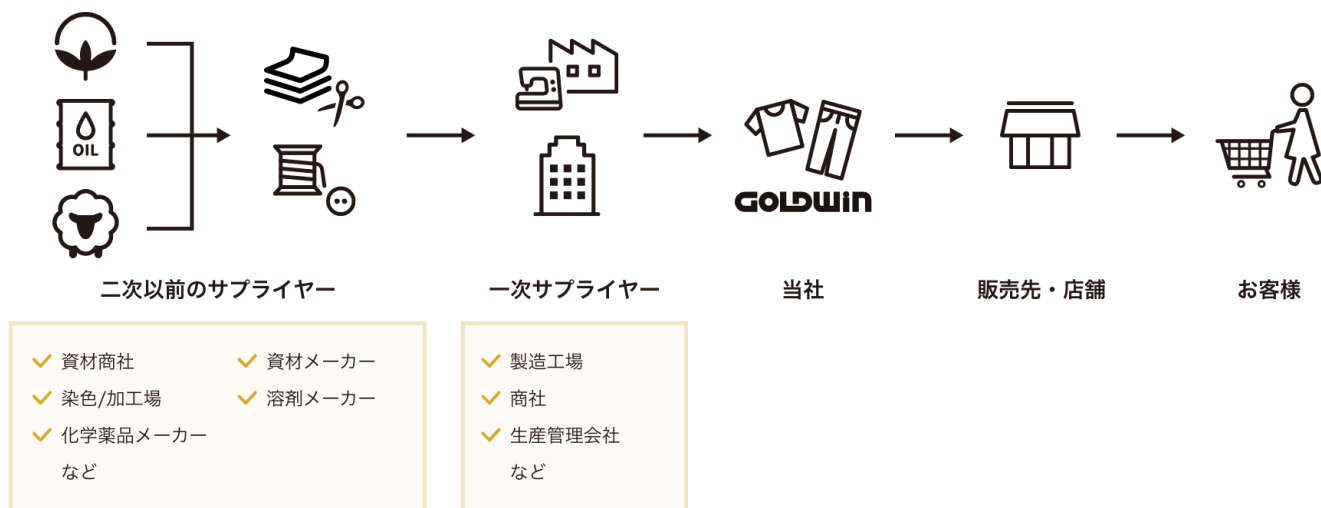 OIL
GOLDWIN
二次以前のサプライヤー
一次サプライヤー
当社
販売先・店舗
お客様
資材商社
資材メーカー
染色/加工場
溶剤メーカー
化学薬品メーカー
など
製造工場
商社
生産管理会社
など